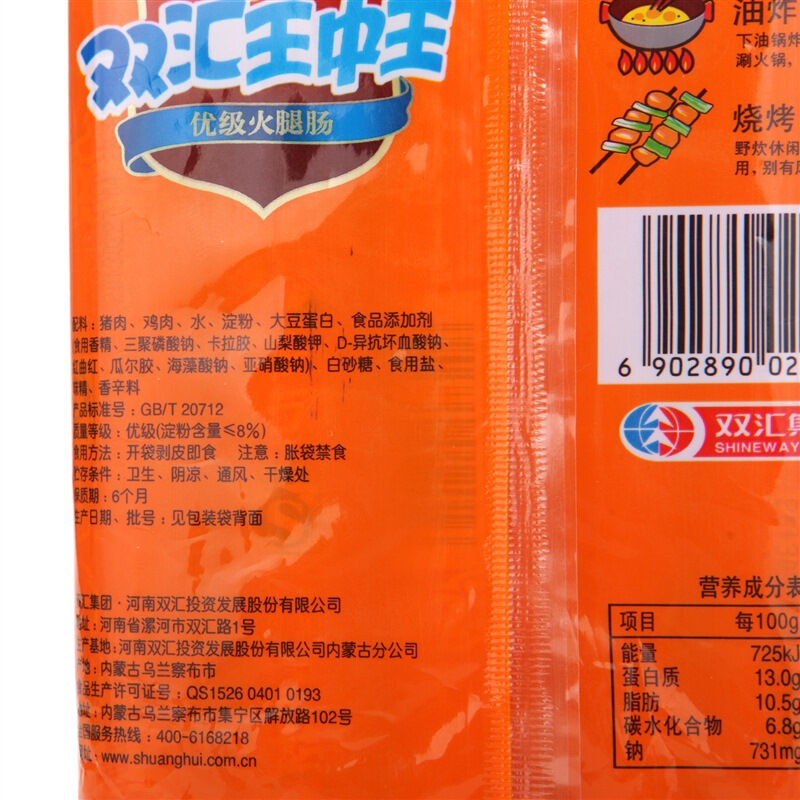 双汇王中王
优级火腿肠
配料：猪肉、鸡肉、水、淀粉、大豆蛋白、食品添加剂
(食用香精、三聚磷酸钠、卡拉胶、山梨酸钾、D-异抗坏血酸钠、
红曲红、瓜尔胶、海藻酸钠、亚硝酸钠)、白砂糖、食用盐、
味精、香辛料
产品标准号：GB/T 20712
质量等级：优级(淀粉含量≤8%)
食用方法：开袋剥皮即食 注意：胀袋禁食
贮存条件：卫生、阴凉、通风、干燥处
保质期：6个月
生产日期、批号：见包装袋背面
双汇集团·河南双汇投资发展股份有限公司
地址：河南省漯河市双汇路1号
生产基地：河南双汇投资发展股份有限公司内蒙古分公司
产地：内蒙古乌兰察布市
食品生产许可证号：QS1526 0401 0193
地址：内蒙古乌兰察布市集宁区解放路102号
全国服务热线：400-6168218
网址：www.shuanghui.com.cn
油炸
下油锅炸
涮火锅，
烧烤
野炊休闲
用，别有
6 902890 02
双汇集
SHINEWAY
营养成分表
项目 每100g
能量 725kJ
蛋白质 13.0g
脂肪 10.5g
碳水化合物 6.8g
钠 731mg